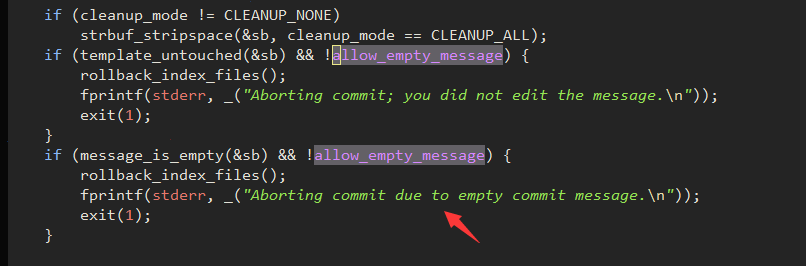 if (cleanup_mode != CLEANUP_NONE)
    strbuf_stripspace(&sb, cleanup_mode == CLEANUP_ALL);
if (template_untouched(&sb) && !allow_empty_message) {
    rollback_index_files();
    fprintf(stderr, _("Aborting commit; you did not edit the message.\n"));
    exit(1);
}
if (message_is_empty(&sb) && !allow_empty_message) {
    rollback_index_files();
    fprintf(stderr, _("Aborting commit due to empty commit message.\n"));
    exit(1);
}